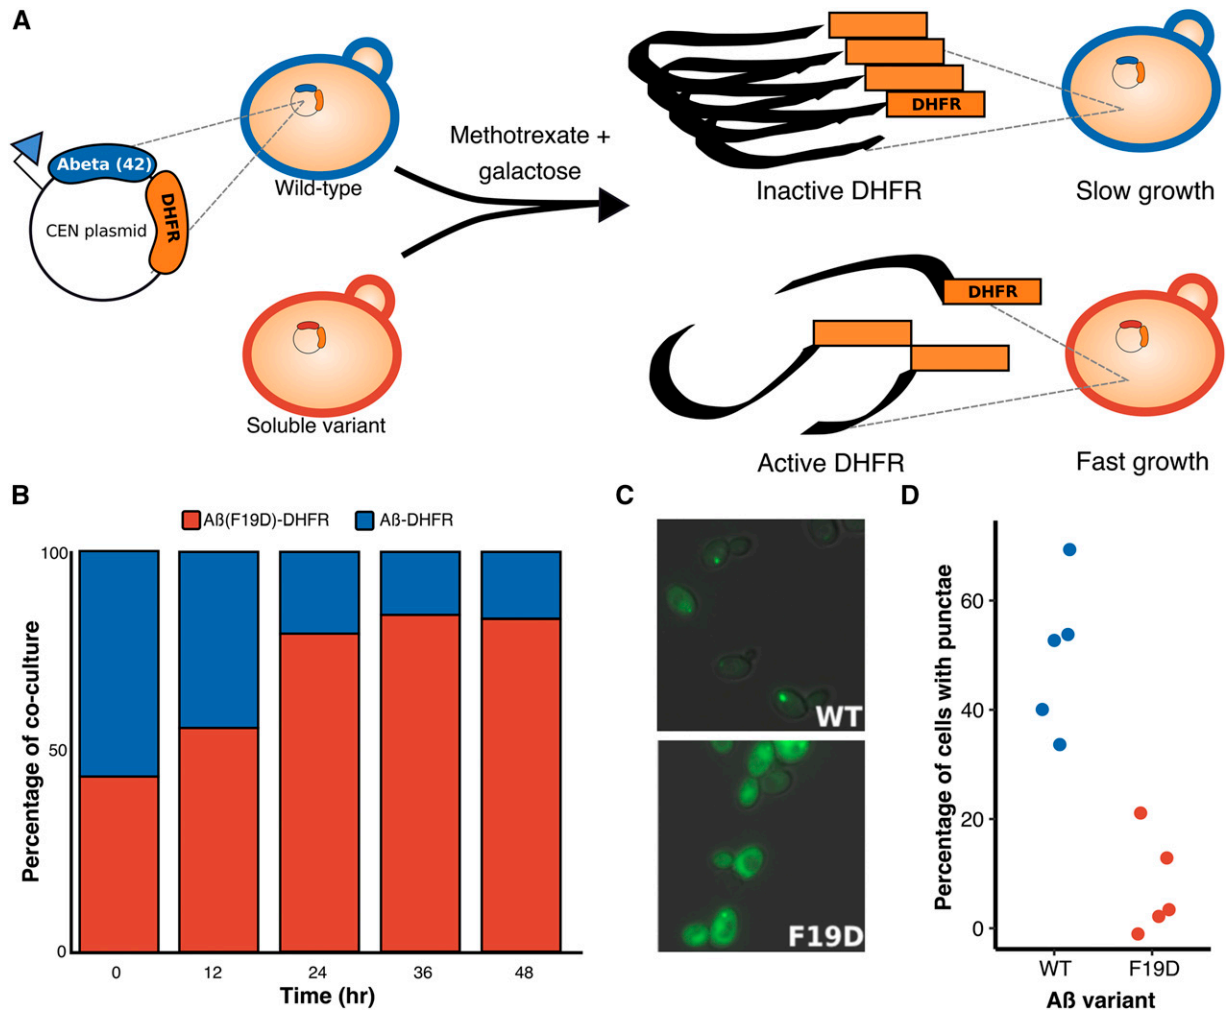 A
Abeta (42)
DHFR
CEN plasmid
Wild-type
Soluble variant
Methotrexate +
galactose
DHFR
Inactive DHFR
Slow growth
DHFR
Active DHFR
Fast growth
B
Aß(F19D)-DHFR
Aß-DHFR
Percentage of co-culture
100
50
0
0
12
24
36
48
Time (hr)
C
WT
F19D
D
Percentage of cells with punctae
60
40
20
0
WT
F19D
Aß variant